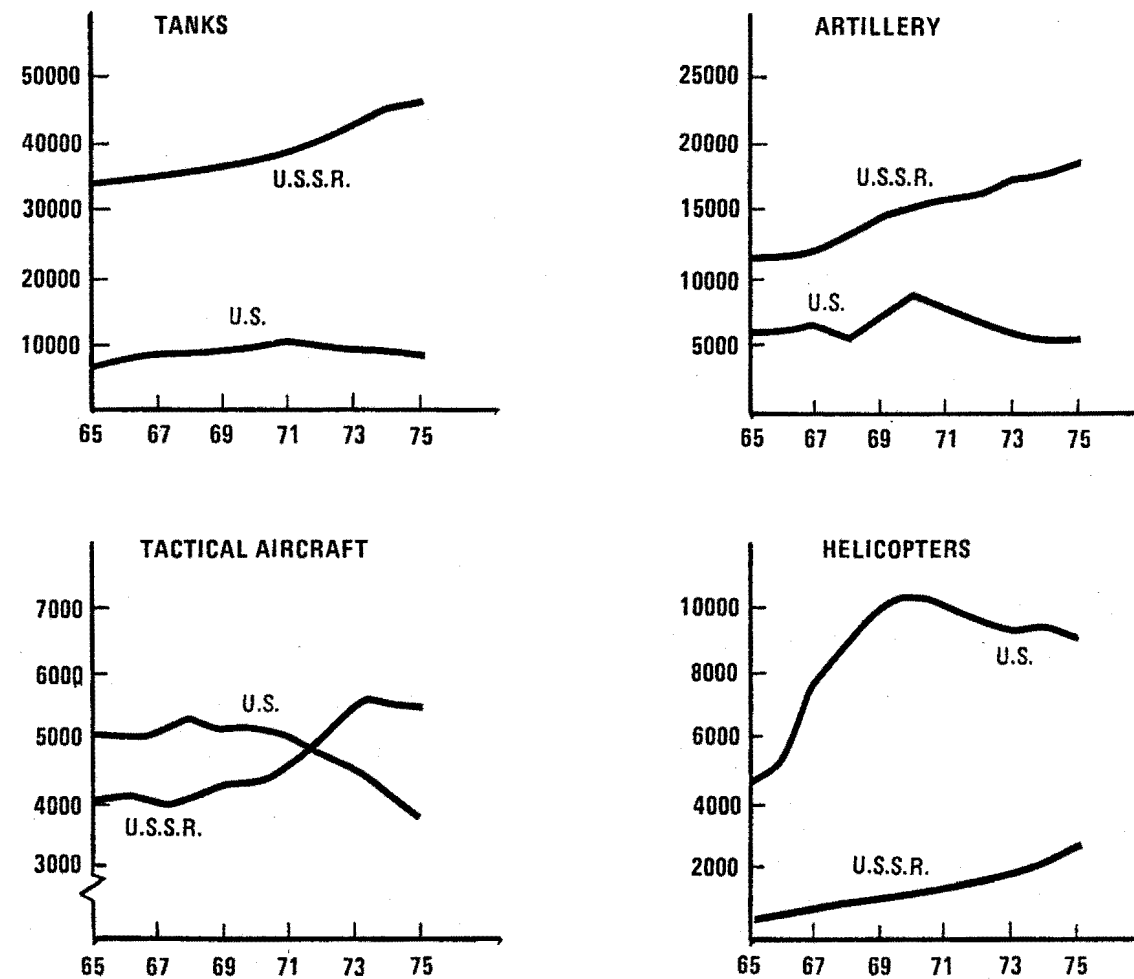 TANKS
50000
40000
U.S.S.R.
30000
20000
U.S.
10000
65 67 69 71 73 75
ARTILLERY
25000
20000
U.S.S.R.
15000
10000
U.S.
5000
65 67 69 71 73 75
TACTICAL AIRCRAFT
7000
6000
U.S.
5000
4000
U.S.S.R.
3000
65 67 69 71 73 75
HELICOPTERS
10000
U.S.
8000
6000
4000
2000
U.S.S.R.
65 67 69 71 73 75